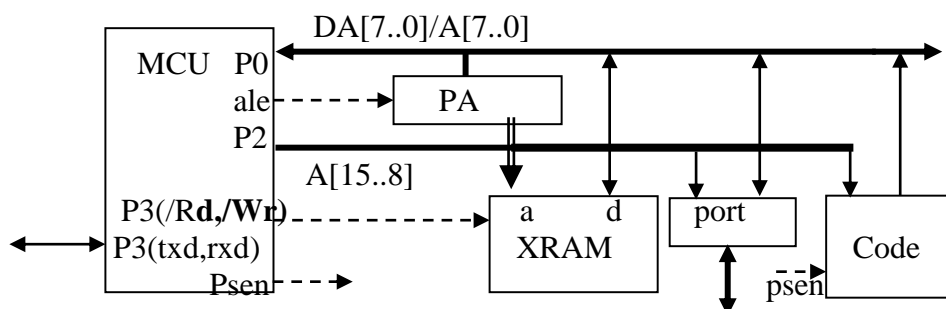 DA[7..0]/A[7..0]
MCU P0
ale
PA
P2
A[15..8]
P3(/Rd,/Wr)
a d
port
P3(txd,rxd)
XRAM
Code
Psen
psen